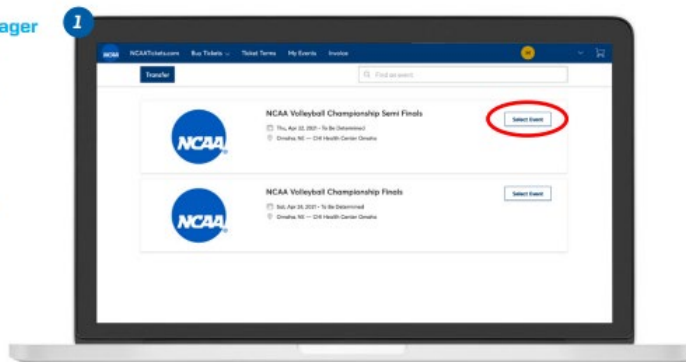 ager
1
NCAA NCAATickets.com Buy Tickets Ticket Terms My Events Invoice
Transfer
Find an event
NCAA Volleyball Championship Semi Finals
Thu, Apr 22, 2021 - To Be Determined
Omaha, NE — CHI Health Center Omaha
Select Event
NCAA
NCAA Volleyball Championship Finals
Sat, Apr 24, 2021 - To Be Determined
Omaha, NE — CHI Health Center Omaha
Select Event
NCAA